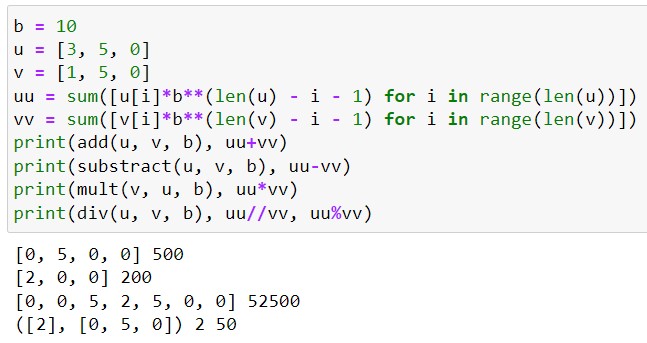 b = 10
u = [3, 5, 0]
v = [1, 5, 0]
uu = sum([u[i]*b**(len(u) - i - 1) for i in range(len(u))])
vv = sum([v[i]*b**(len(v) - i - 1) for i in range(len(v))])
print(add(u, v, b), uu+vv)
print(substract(u, v, b), uu-vv)
print(mult(v, u, b), uu*vv)
print(div(u, v, b), uu//vv, uu%vv)
[0, 5, 0, 0] 500
[2, 0, 0] 200
[0, 0, 5, 2, 5, 0, 0] 52500
([2], [0, 5, 0]) 2 50